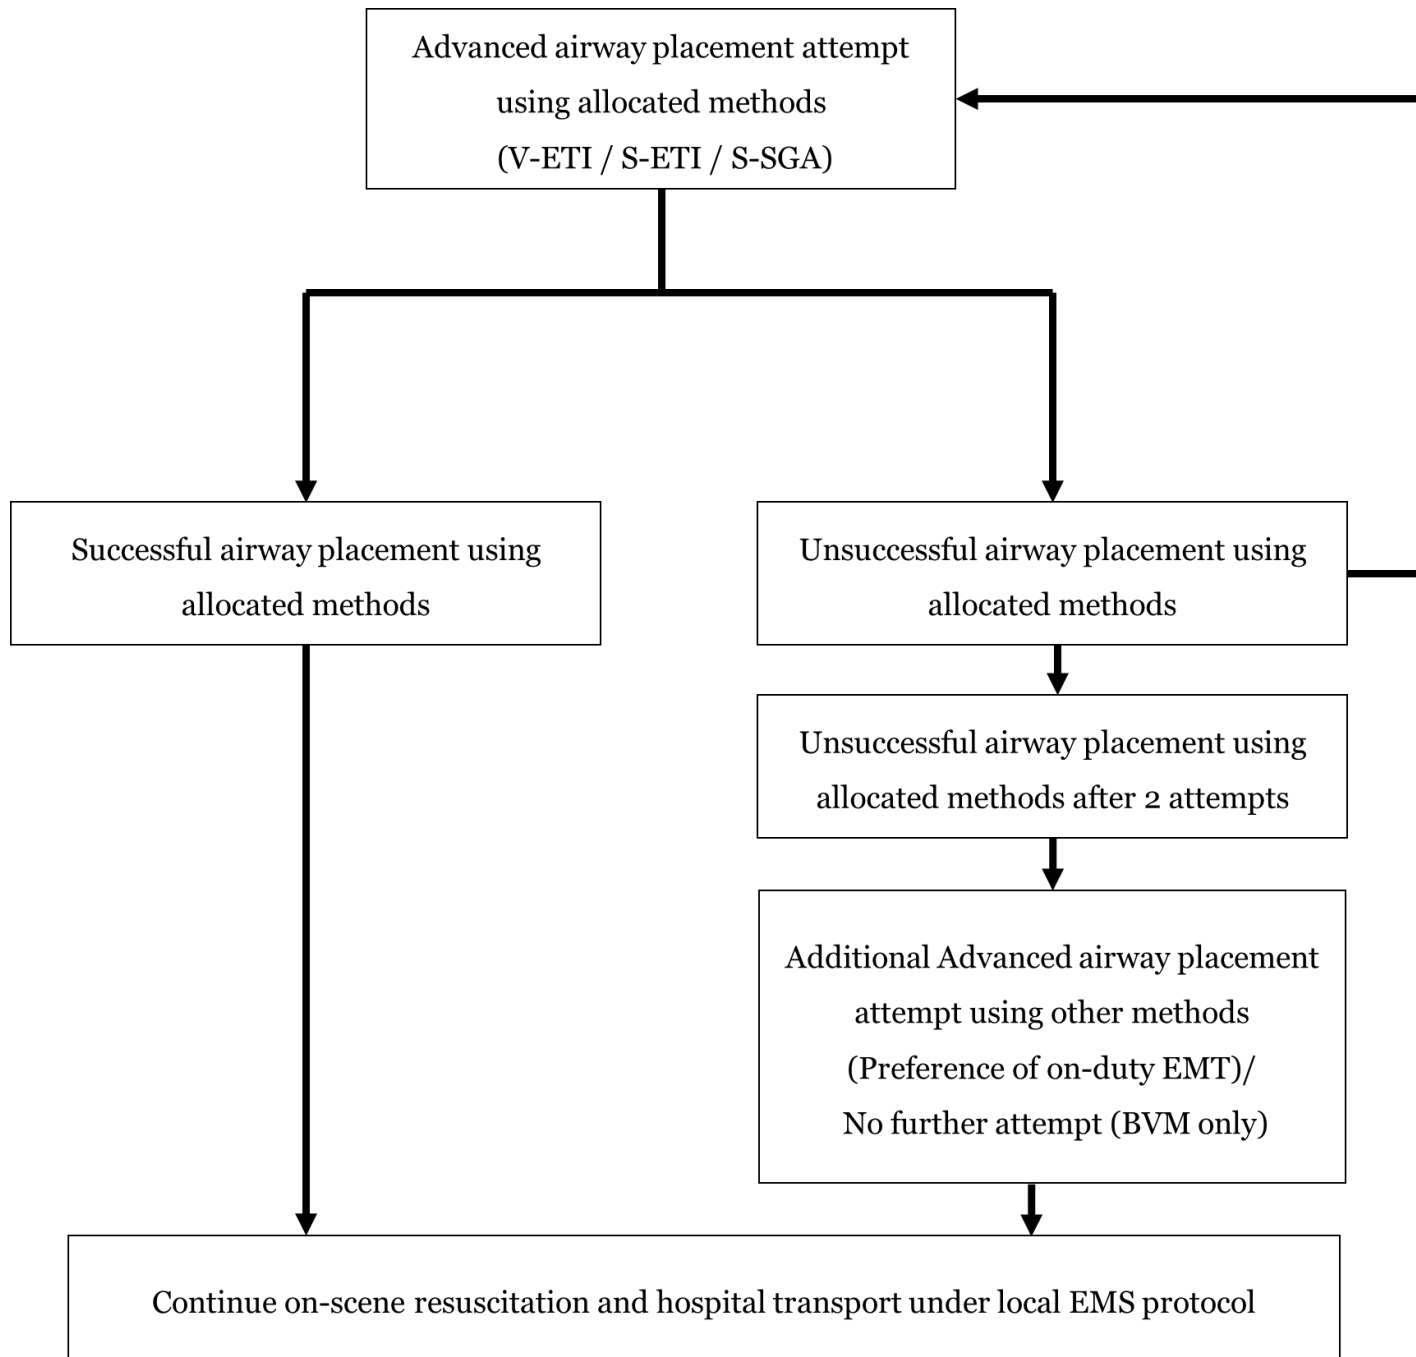 Advanced airway placement attempt
using allocated methods
(V-ETI / S-ETI / S-SGA)
Successful airway placement using
allocated methods
Unsuccessful airway placement using
allocated methods
Unsuccessful airway placement using
allocated methods after 2 attempts
Additional Advanced airway placement
attempt using other methods
(Preference of on-duty EMT)/
No further attempt (BVM only)
Continue on-scene resuscitation and hospital transport under local EMS protocol